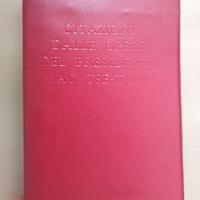 CITAZIONI
DALLE OPERE
DEL PRESIDENTE
MAO TSE-TUNG